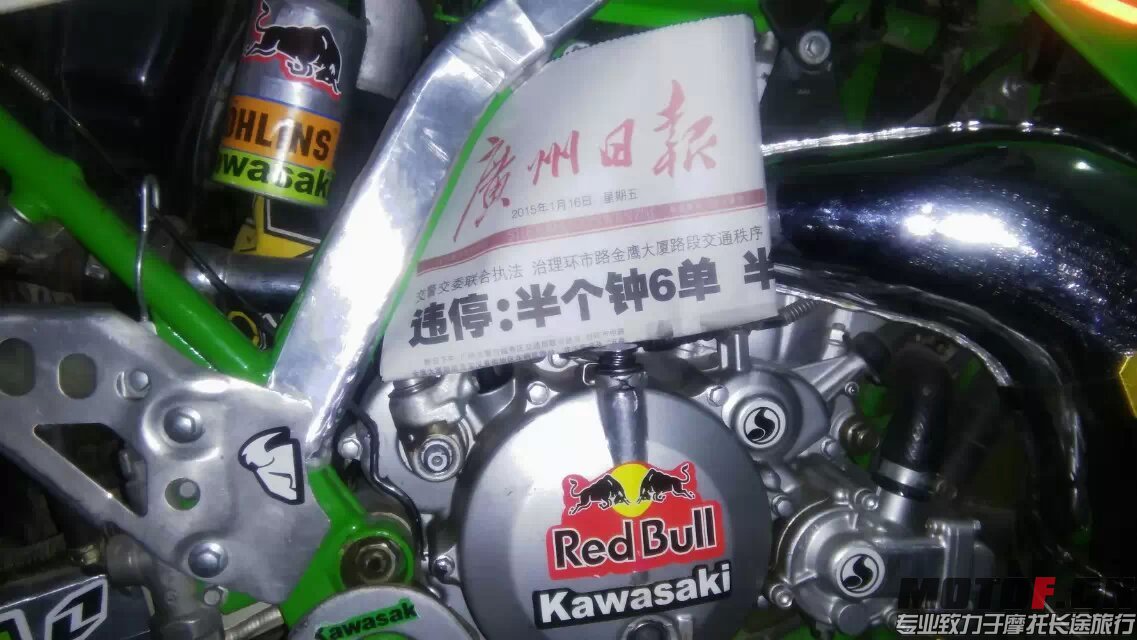 ÖHLINS
Kawasaki
廣州日報
2015年1月16日 星期五
交警交委联合执法 治理环市路金鹰大厦路段交通秩序
违停:半个钟6单 半
Red Bull
Kawasaki
Kawasak
专业致力于摩托长途旅行